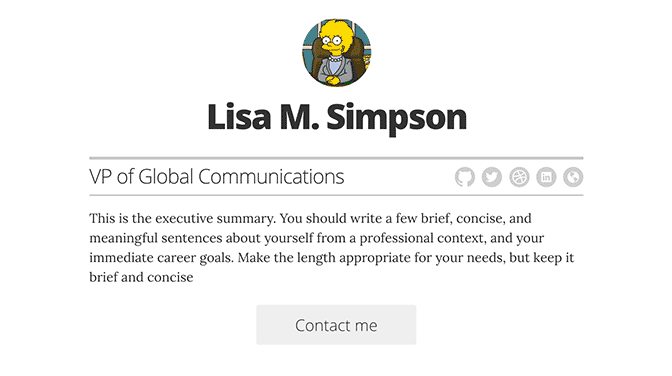 Lisa M. Simpson
VP of Global Communications
This is the executive summary. You should write a few brief, concise, and
meaningful sentences about yourself from a professional context, and your
immediate career goals. Make the length appropriate for your needs, but keep it
brief and concise
Contact me